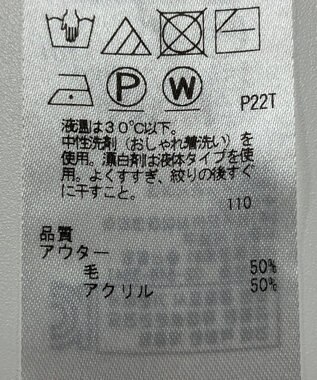 P
W
P22T
液温は30℃以下。
中性洗剤（おしゃれ着洗い）を
使用。漂白剤は液体タイプを使
用。よくすすぎ、絞りの後すぐ
に干すこと。
110
品質
アウター
毛 50%
アクリル 50%